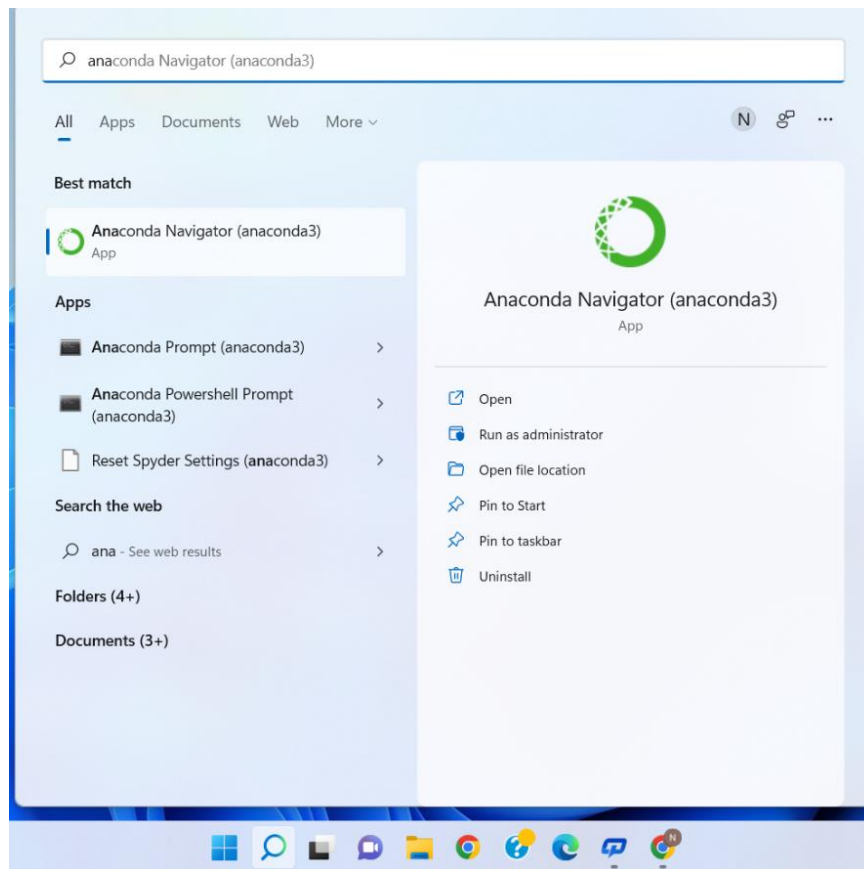 anaconda Navigator (anaconda3)
All Apps Documents Web More
N
Best match
Anaconda Navigator (anaconda3)
App
Apps
Anaconda Prompt (anaconda3)
Anaconda Powershell Prompt
(anaconda3)
Reset Spyder Settings (anaconda3)
Search the web
ana - See web results
Folders (4+)
Documents (3+)
Anaconda Navigator (anaconda3)
App
Open
Run as administrator
Open file location
Pin to Start
Pin to taskbar
Uninstall
N